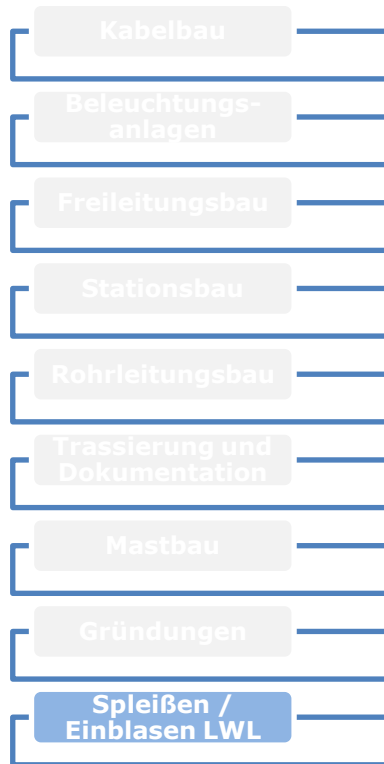 Kabelbau
Beleuchtungs-
anlagen
Freileitungsbau
Stationsbau
Rohrleitungsbau
Trassierung und
Dokumentation
Mastbau
Gründungen
Spleißen /
Einblasen LWL